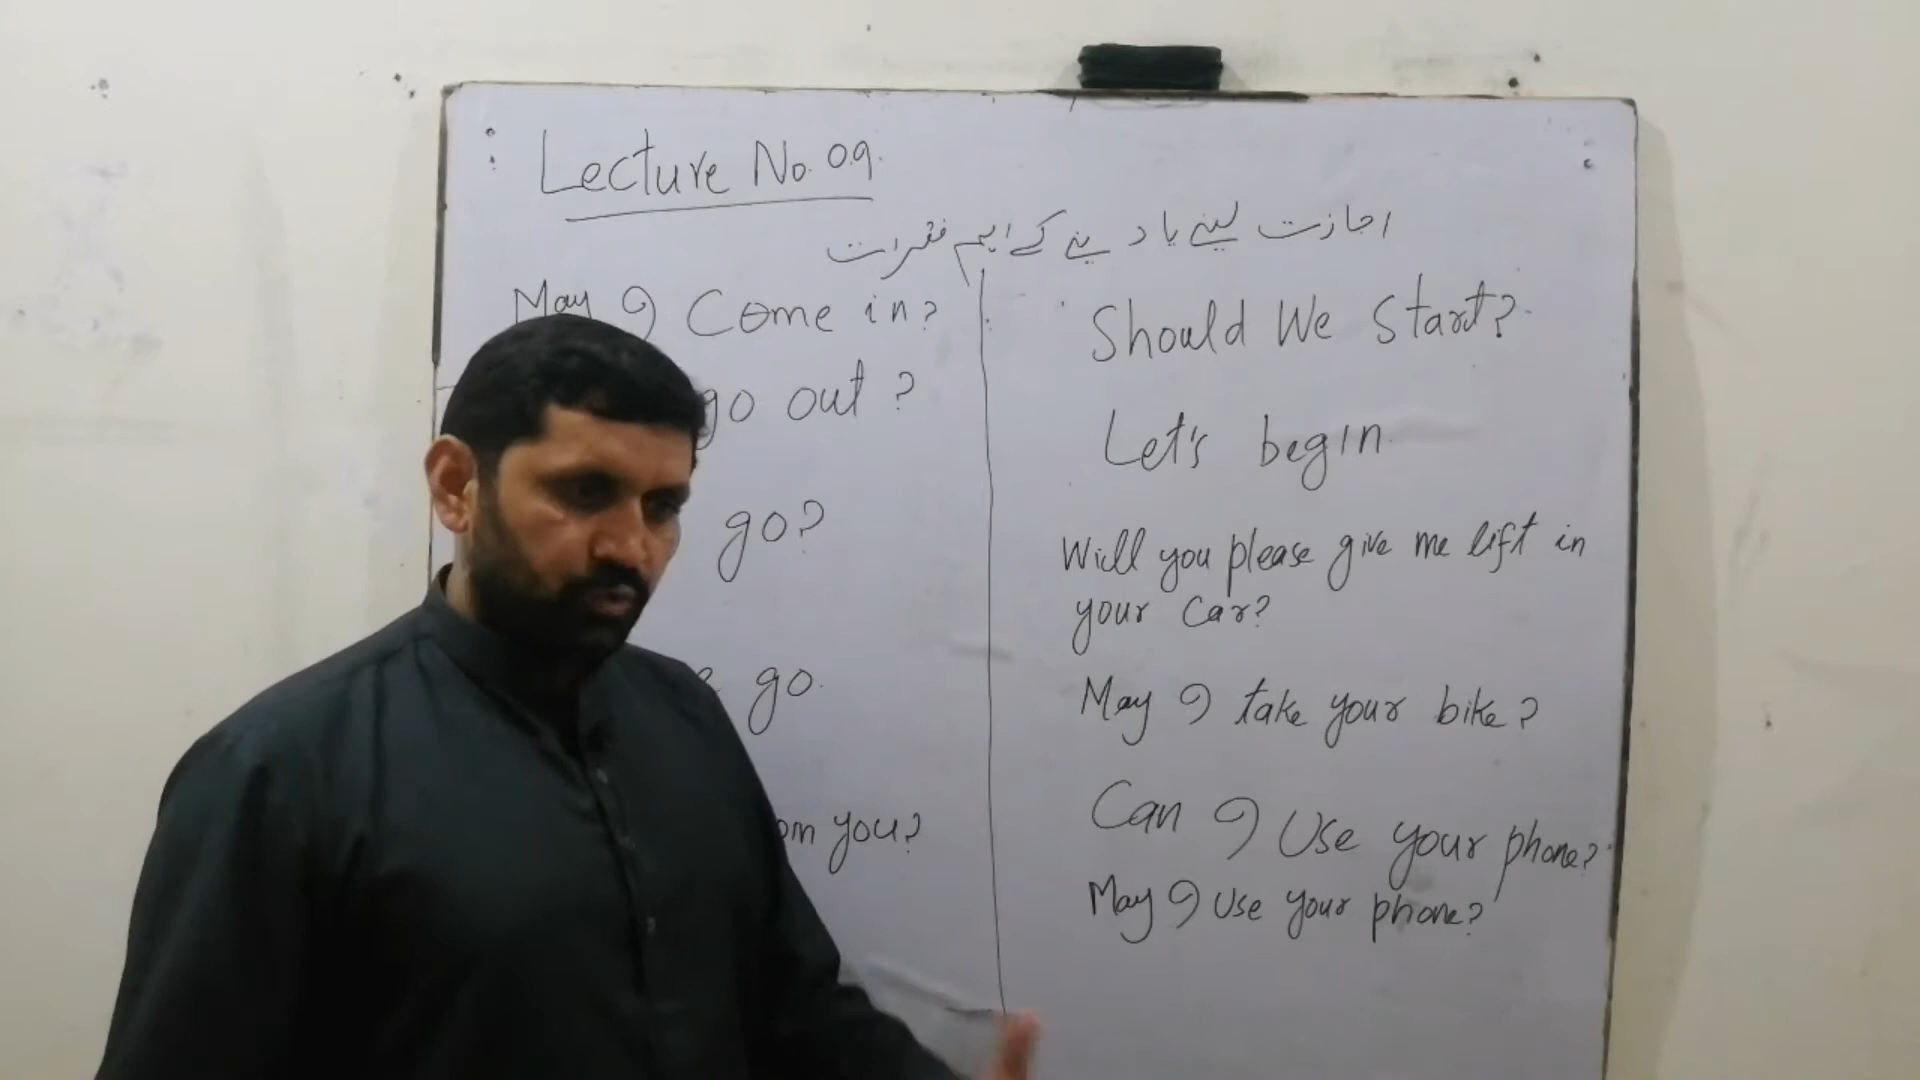 Lecture No. 09.
اجازت لینے یا دینے کے اہم فقرات
May I Come in?
go out ?
go?
go.
you?
Should We Start?
Let's begin.
Will you please give me lift in
your Car?
May I take your bike?
Can I Use your phone?
May I Use your phone?